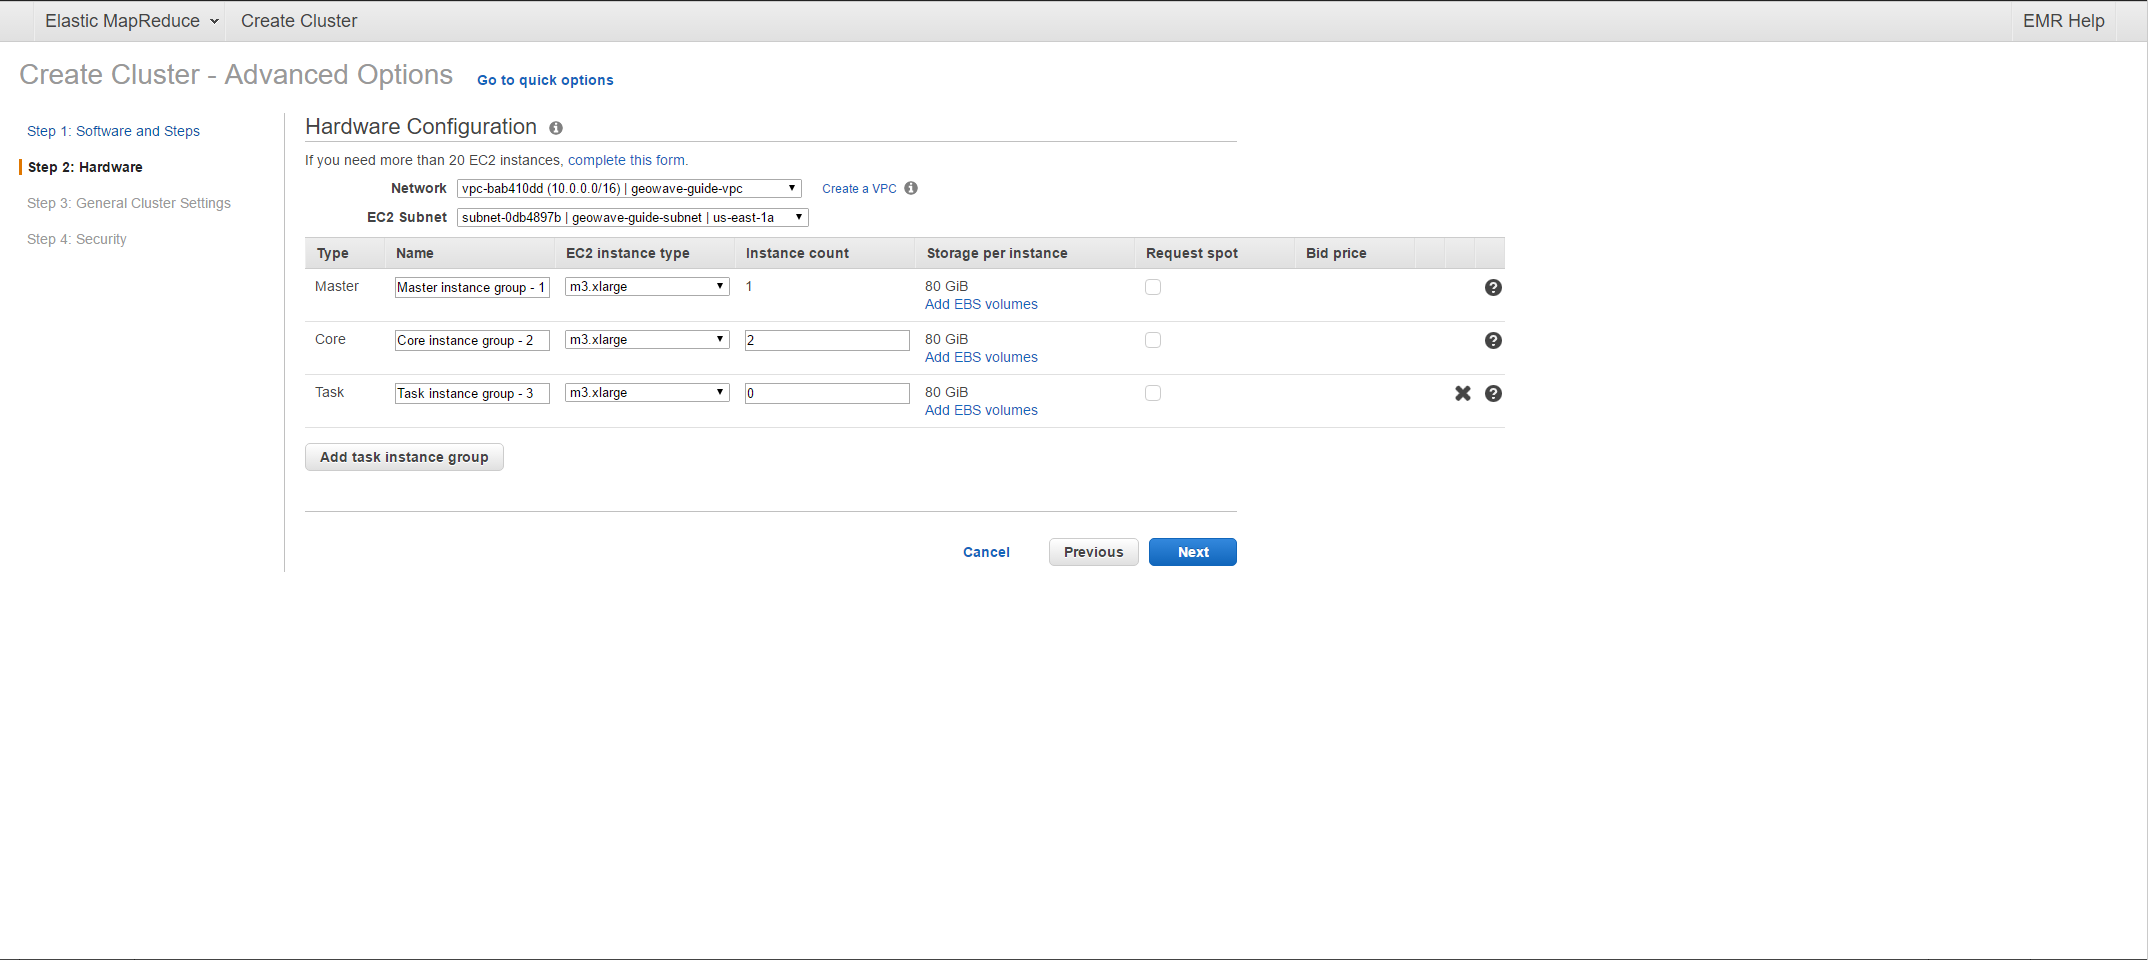 Elastic MapReduce Create Cluster EMR Help
Create Cluster - Advanced Options Go to quick options
Step 1: Software and Steps
Step 2: Hardware
Step 3: General Cluster Settings
Step 4: Security
Hardware Configuration
If you need more than 20 EC2 instances, complete this form.
Network vpc-bab410dd (10.0.0.0/16) | geowave-guide-vpc Create a VPC
EC2 Subnet subnet-0db4897b | geowave-guide-subnet | us-east-1a
Type Name EC2 instance type Instance count Storage per instance Request spot Bid price
Master Master instance group - 1 m3.xlarge 1 80 GiB
Add EBS volumes
Core Core instance group - 2 m3.xlarge 2 80 GiB
Add EBS volumes
Task Task instance group - 3 m3.xlarge 0 80 GiB
Add EBS volumes
Add task instance group
Cancel Previous Next